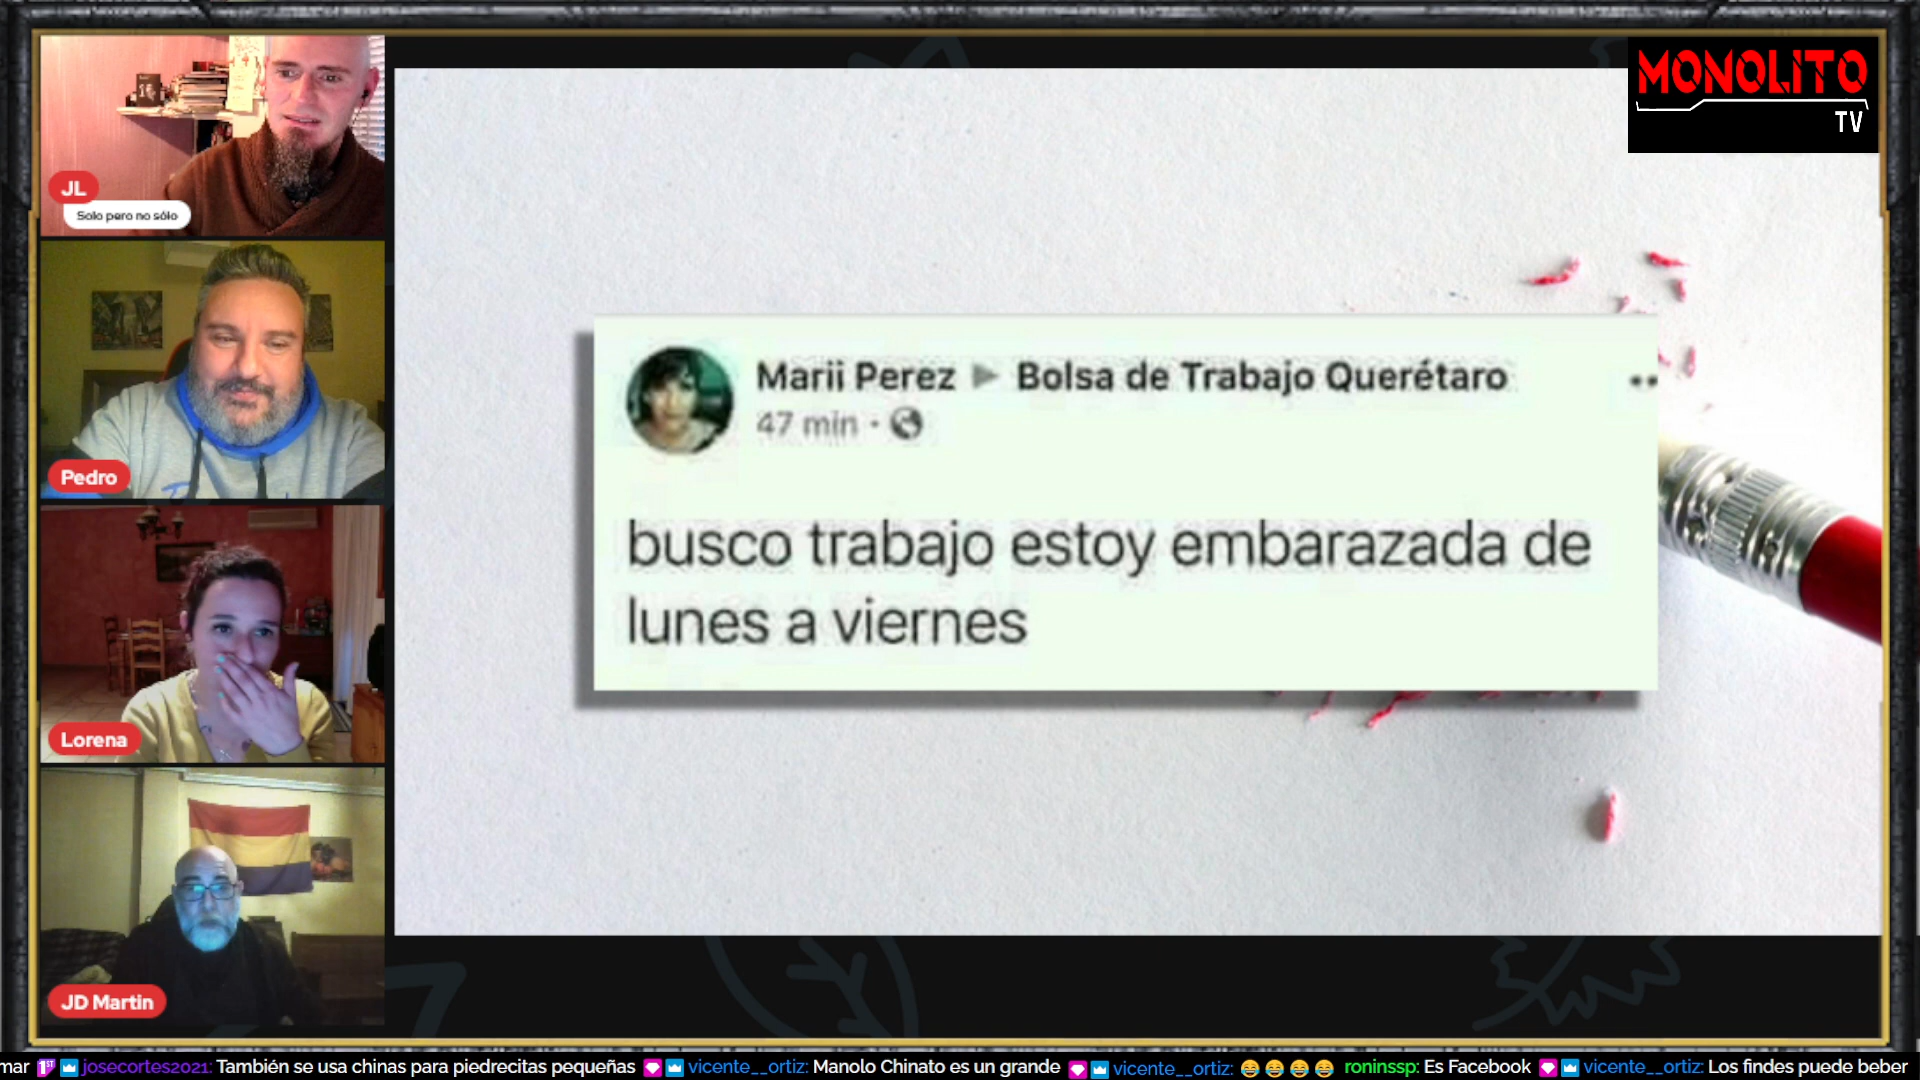 MONOLITO
TV
JL
Solo pero no sólo
Pedro
Lorena
JD Martin
Marii Perez ▶ Bolsa de Trabajo Querétaro
47 min ·
busco trabajo estoy embarazada de
lunes a viernes
mar 1ST josecortes2021: También se usa chinas para piedrecitas pequeñas vicente__ortiz: Manolo Chinato es un grande vicente__ortiz: 😂😂😂😂 roninssp: Es Facebook vicente__ortiz: Los findes puede beber